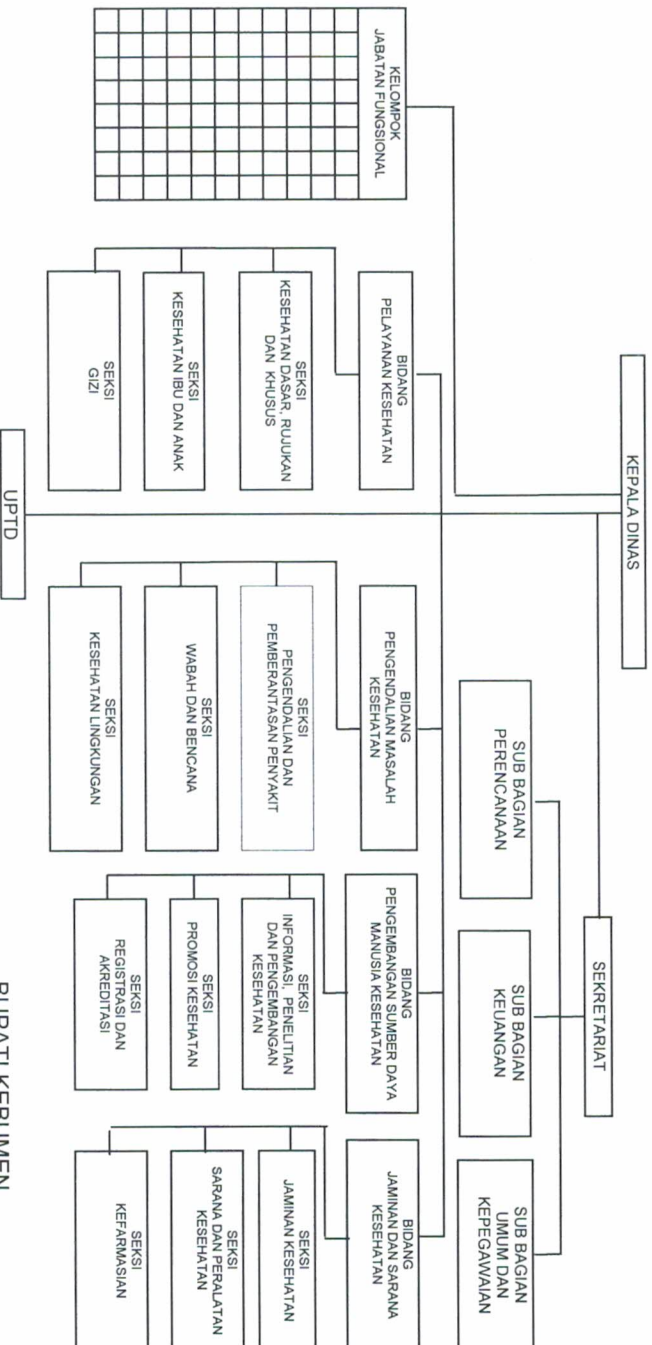 KEPALA DINAS
SEKRETARIAT
SUB BAGIAN
PERENCANAAN
SUB BAGIAN
KEUANGAN
SUB BAGIAN
UMUM DAN
KEPEGAWAIAN
KELOMPOK
JABATAN FUNGSIONAL
BIDANG
PELAYANAN KESEHATAN
SEKSI
KESEHATAN DASAR, RUJUKAN
DAN KHUSUS
SEKSI
KESEHATAN IBU DAN ANAK
SEKSI
GIZI
BIDANG
PENGENDALIAN MASALAH
KESEHATAN
SEKSI
PENGENDALIAN DAN
PEMBERANTASAN PENYAKIT
SEKSI
WABAH DAN BENCANA
SEKSI
KESEHATAN LINGKUNGAN
BIDANG
PENGEMBANGAN SUMBER DAYA
MANUSIA KESEHATAN
SEKSI
INFORMASI, PENELITIAN
DAN PENGEMBANGAN
KESEHATAN
SEKSI
PROMOSI KESEHATAN
SEKSI
REGISTRASI DAN
AKREDITASI
BIDANG
JAMINAN DAN SARANA
KESEHATAN
SEKSI
JAMINAN KESEHATAN
SEKSI
SARANA DAN PERALATAN
KESEHATAN
SEKSI
KEFARMASIAN
UPTD
BUPATI KEBUMEN